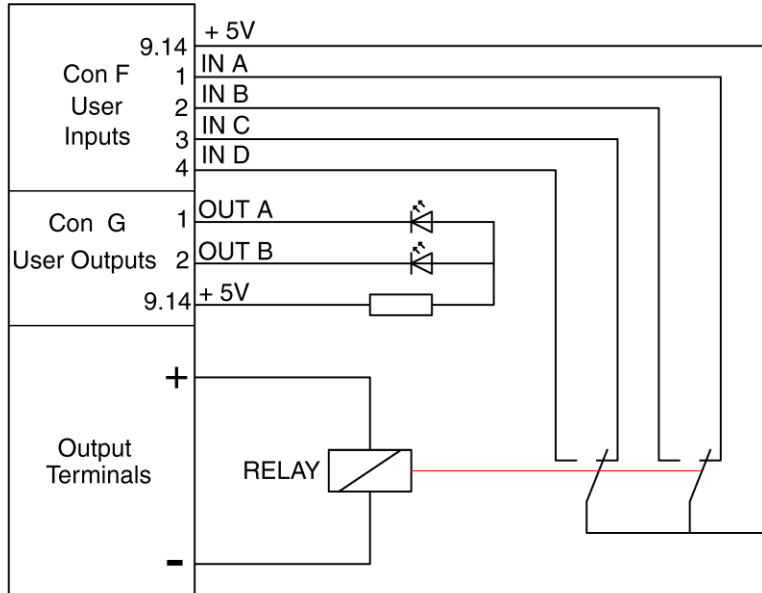 + 5V
9.14
Con F
User
Inputs
1
IN A
2
IN B
3
IN C
4
IN D
Con G
User Outputs
1
OUT A
2
OUT B
9.14
+ 5V
+
Output
Terminals
RELAY
-